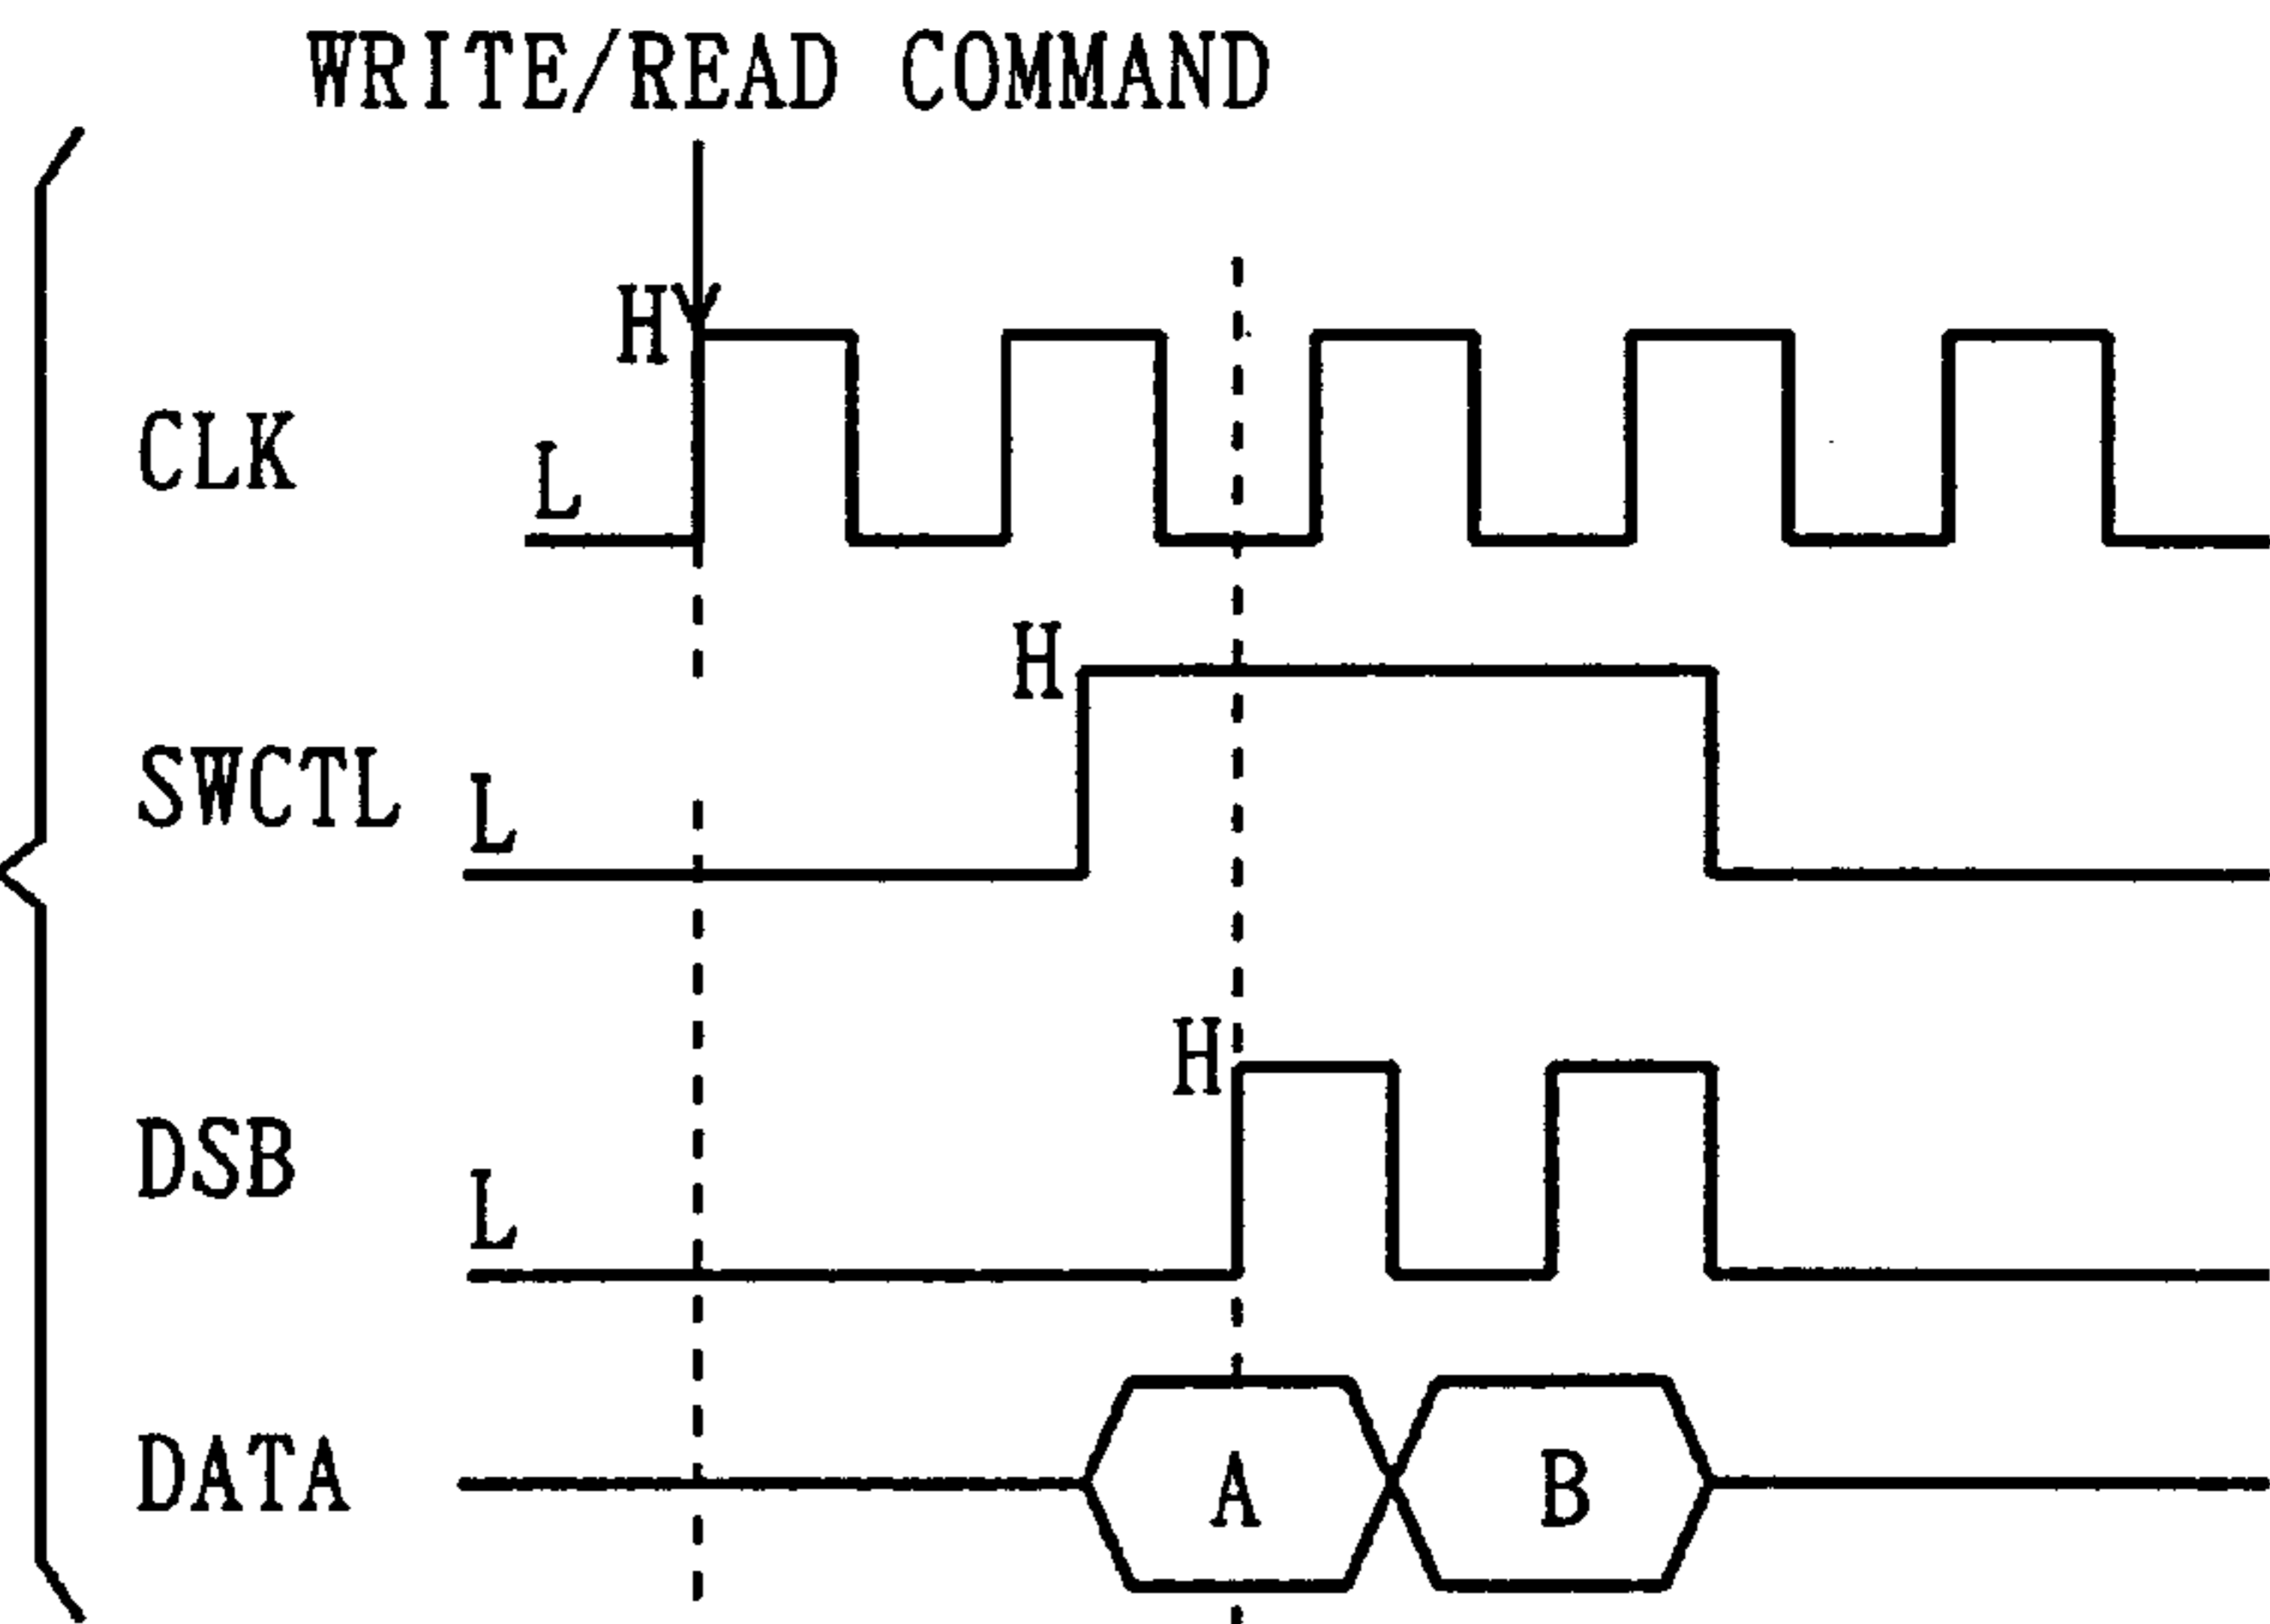 WRITE/READ COMMAND
H
CLK L
H
SWCTL L
H
DSB L
DATA A B